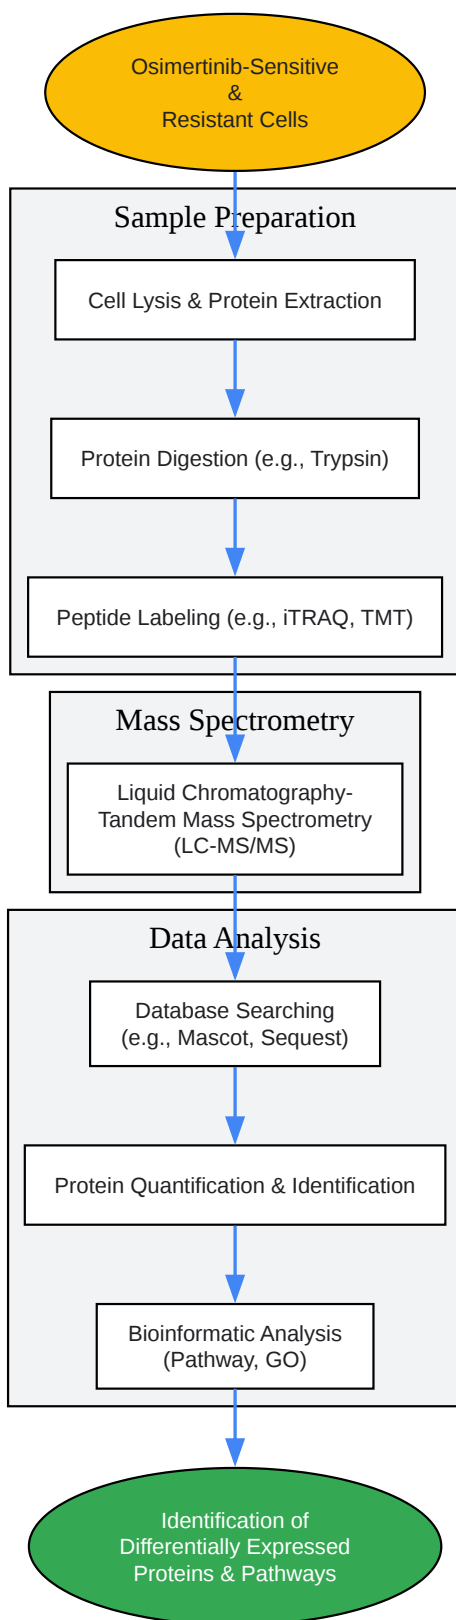 Osimertinib-Sensitive
&
Resistant Cells
Sample Preparation
Cell Lysis & Protein Extraction
Protein Digestion (e.g., Trypsin)
Peptide Labeling (e.g., iTRAQ, TMT)
Mass Spectrometry
Liquid Chromatography-
Tandem Mass Spectrometry
(LC-MS/MS)
Data Analysis
Database Searching
(e.g., Mascot, Sequest)
Protein Quantification & Identification
Bioinformatic Analysis
(Pathway, GO)
Identification of
Differentially Expressed
Proteins & Pathways